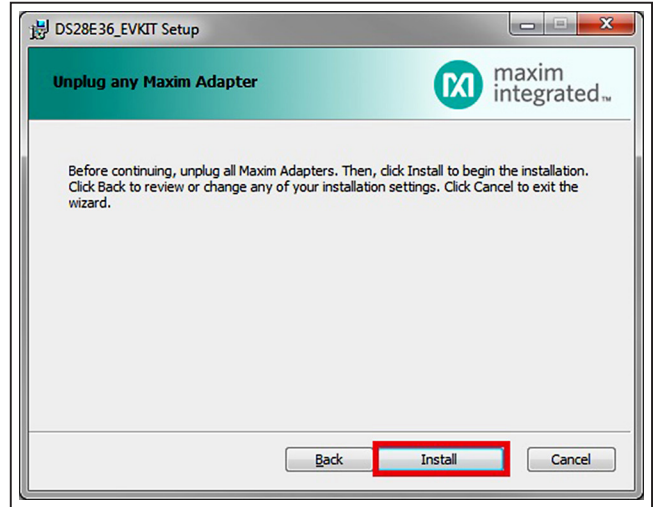 DS28E36_EVKIT Setup
Unplug any Maxim Adapter
maxim
integrated™
Before continuing, unplug all Maxim Adapters. Then, click Install to begin the installation.
Click Back to review or change any of your installation settings. Click Cancel to exit the
wizard.
Back Install Cancel